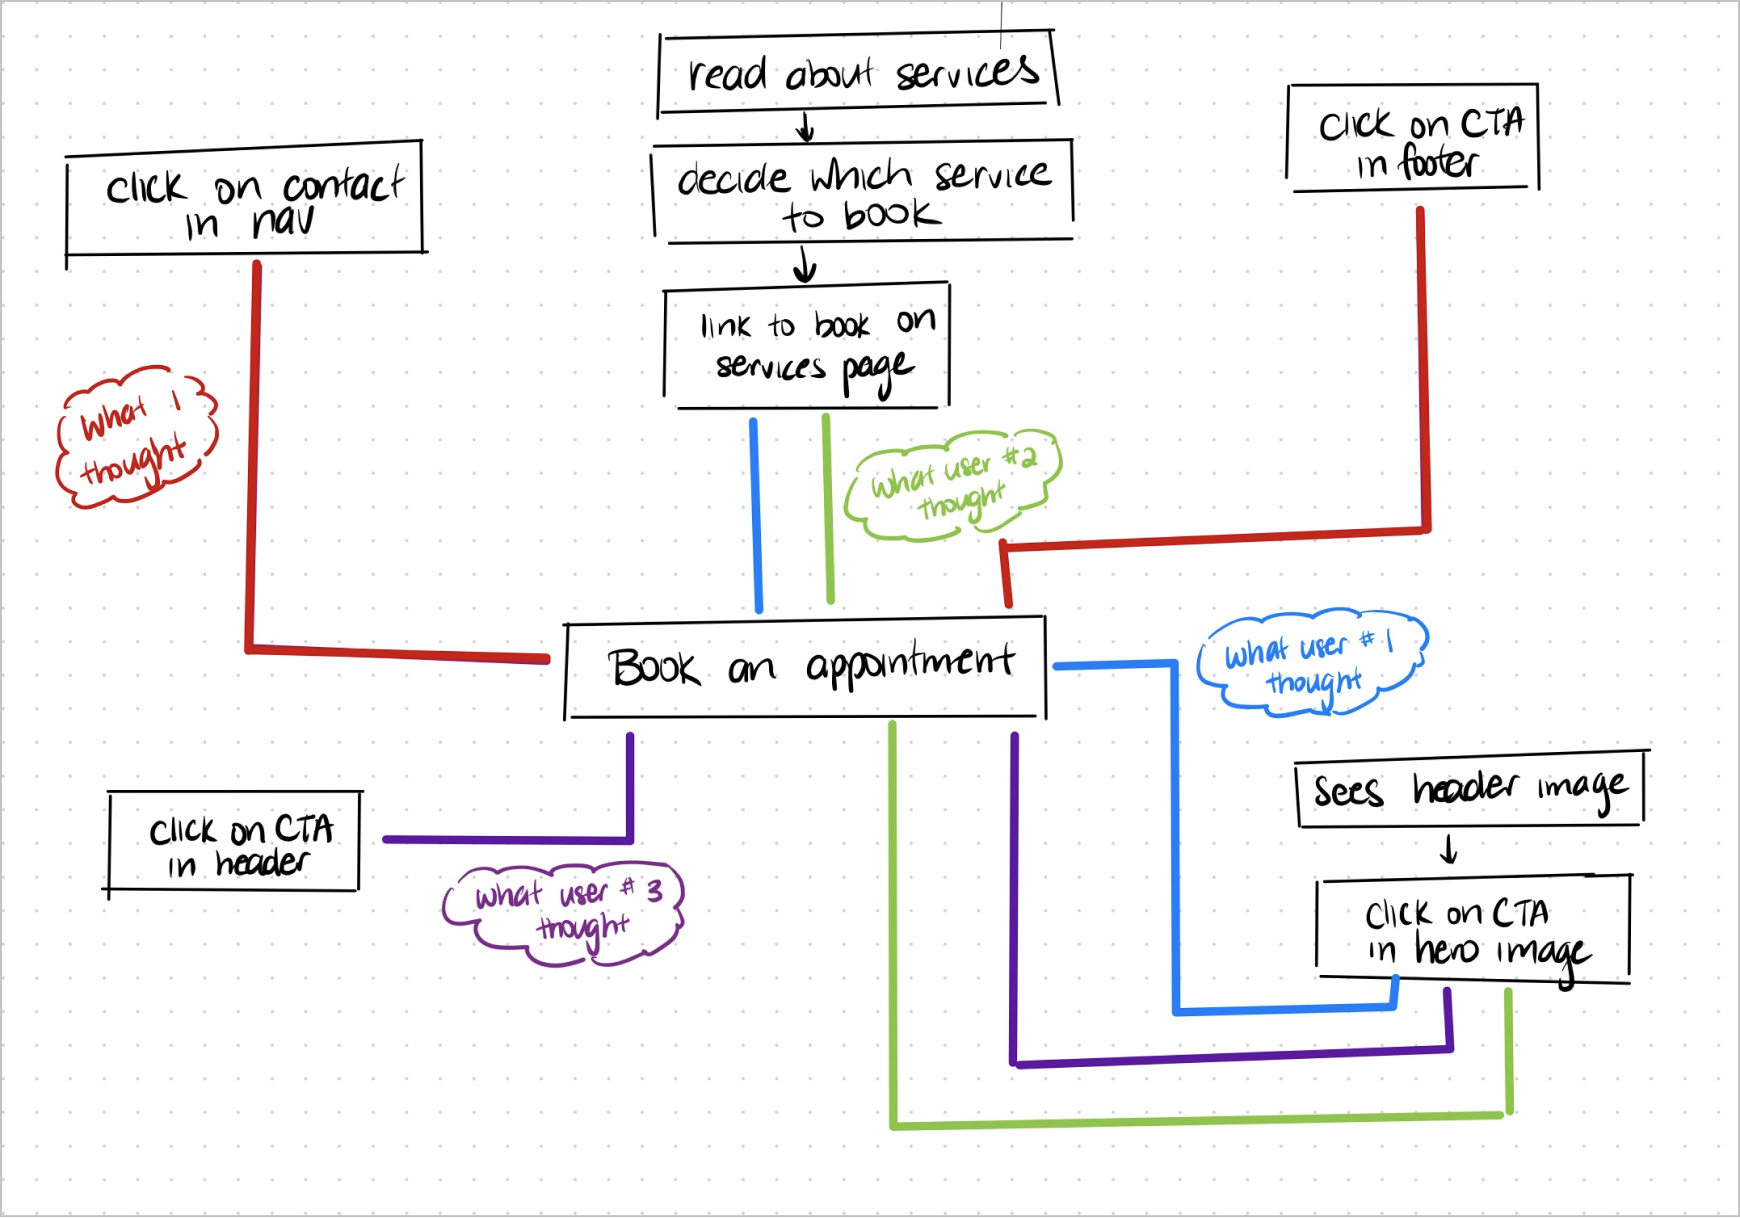 read about services
decide which service
to book
link to book on
services page
click on contact
in nav
click on CTA
in footer
What I
thought
What user #2
thought
Book an appointment
What user #1
thought
Sees header image
click on CTA
in header
What user #3
thought
click on CTA
in hero image